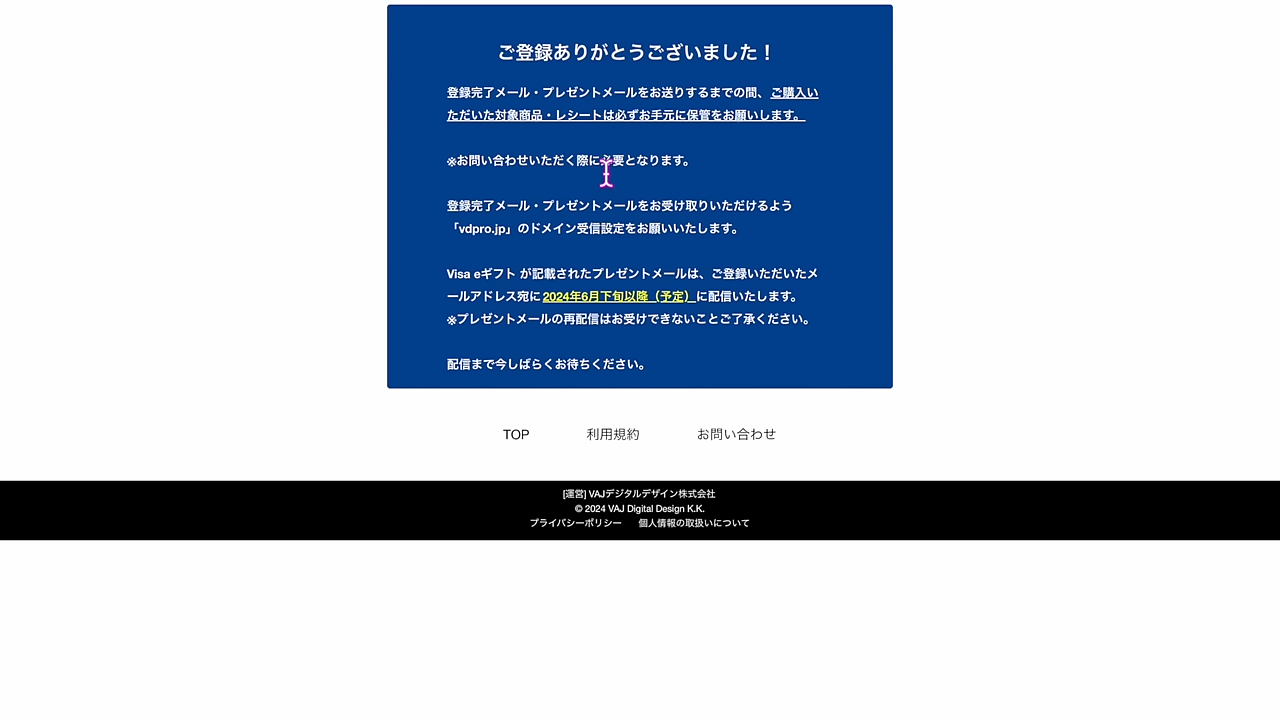 ご登録ありがとうございました！
登録完了メール・プレゼントメールをお送りするまでの間、ご購入い
ただいた対象商品・レシートは必ずお手元に保管をお願いします。
※お問い合わせいただく際に必要となります。
登録完了メール・プレゼントメールをお受け取りいただけるよう
「vdpro.jp」のドメイン受信設定をお願いいたします。
Visa eギフト が記載されたプレゼントメールは、ご登録いただいたメ
ールアドレス宛に2024年6月下旬以降（予定）に配信いたします。
※プレゼントメールの再配信はお受けできないことご了承ください。
配信まで今しばらくお待ちください。
TOP 利用規約 お問い合わせ
[運営] VAJデジタルデザイン株式会社
© 2024 VAJ Digital Design K.K.
プライバシーポリシー 個人情報の取扱いについて